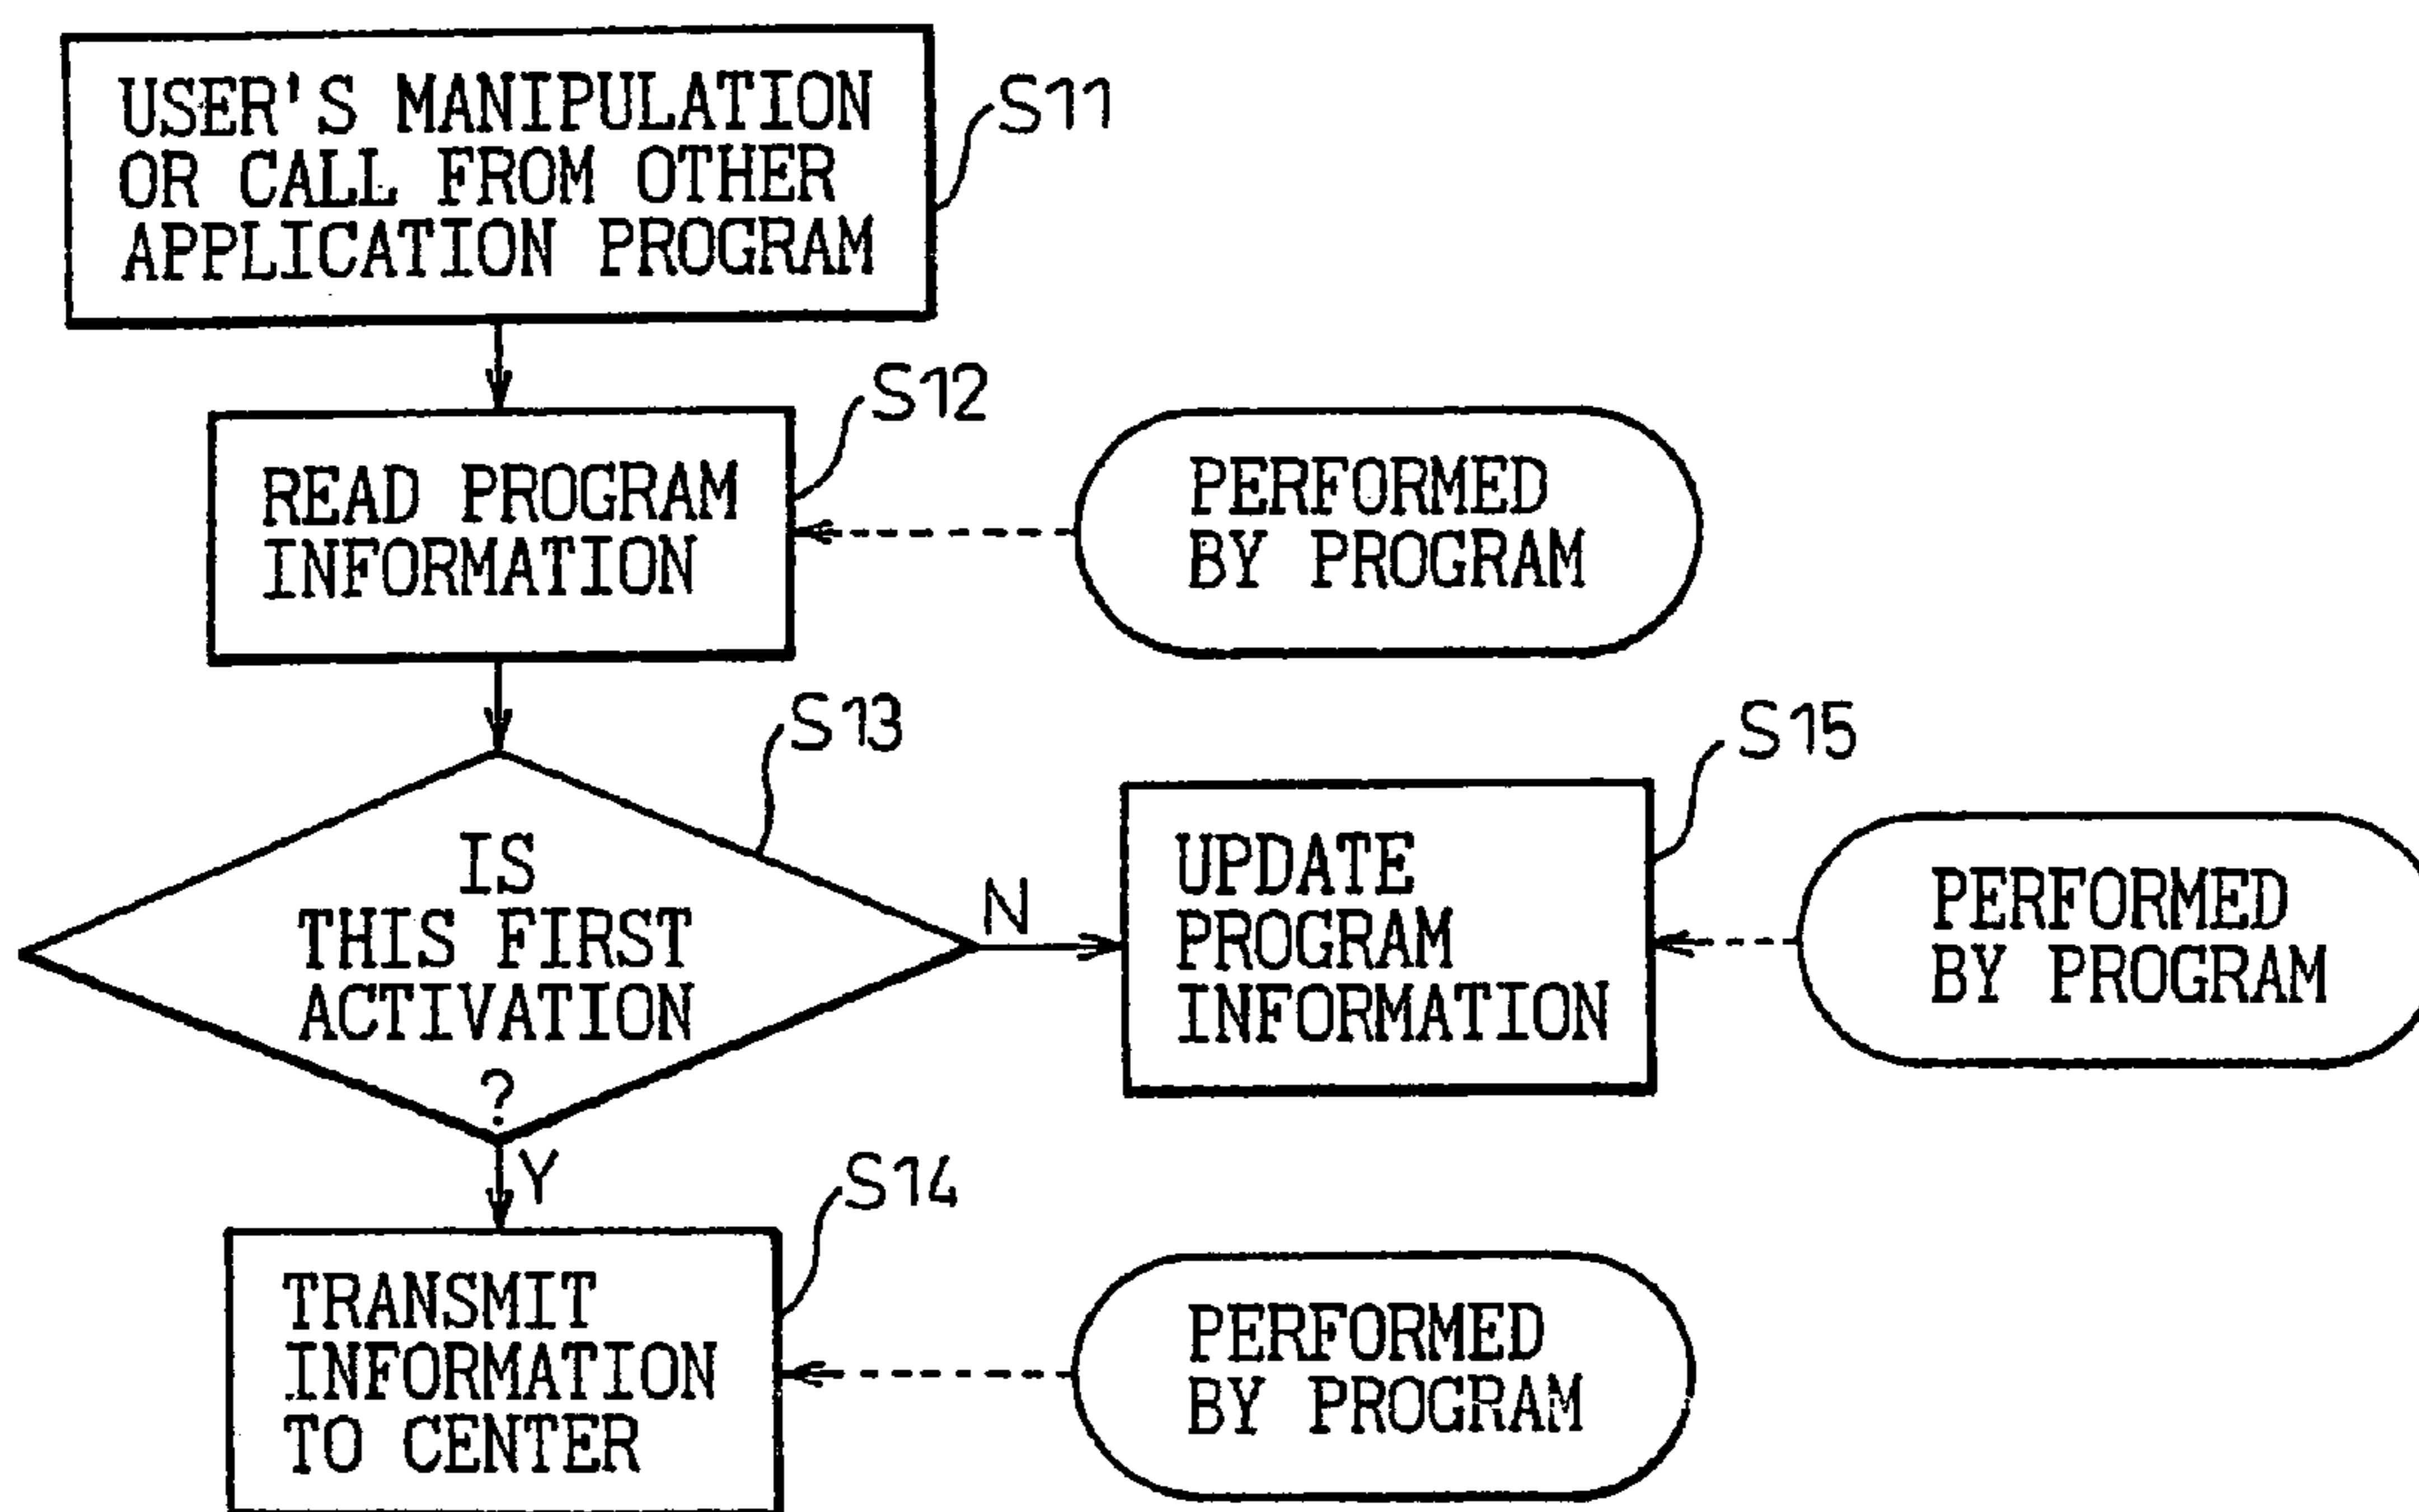 USER'S MANIPULATION
OR CALL FROM OTHER
APPLICATION PROGRAM
S11
S12
READ PROGRAM
INFORMATION
PERFORMED
BY PROGRAM
S13
IS
THIS FIRST
ACTIVATION
?
N
Y
S15
UPDATE
PROGRAM
INFORMATION
PERFORMED
BY PROGRAM
S14
TRANSMIT
INFORMATION
TO CENTER
PERFORMED
BY PROGRAM